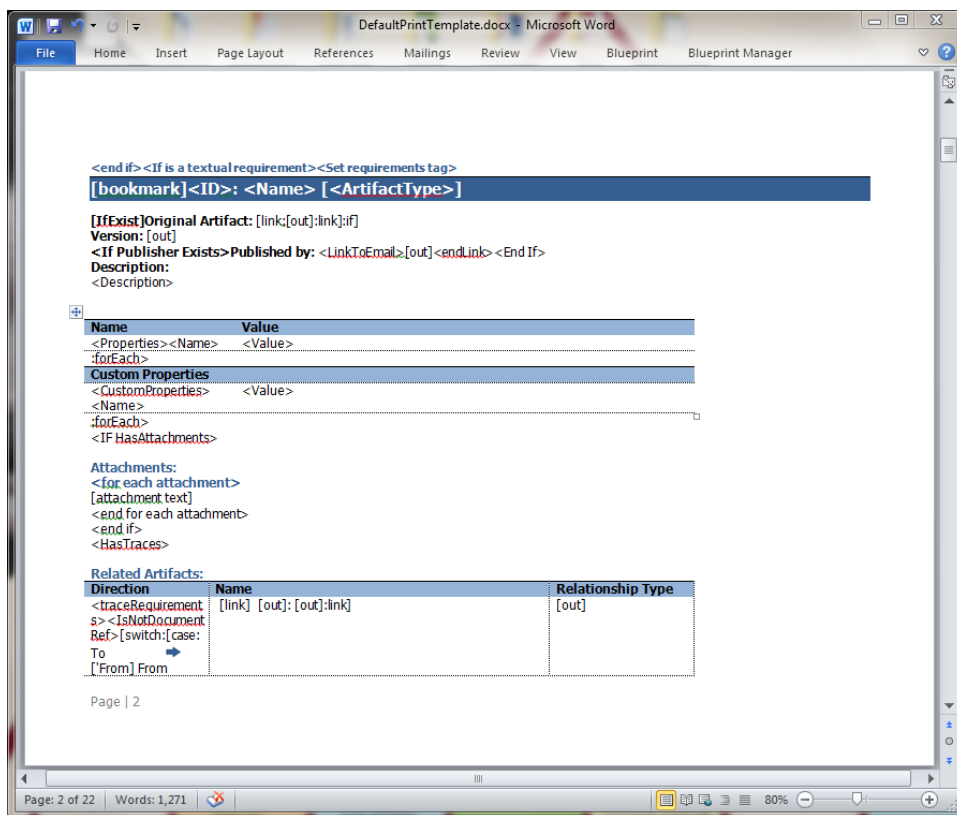 DefaultPrintTemplate.docx - Microsoft Word
File Home Insert Page Layout References Mailings Review View Blueprint Blueprint Manager
<end if><If is a textual requirement><Set requirements tag>
[bookmark]<ID>: <Name> [<ArtifactType>]
[IfExist]Original Artifact: [link;[out]:link]:if]
Version: [out]
<If Publisher Exists>Published by: <LinkToEmail>[out]<endLink><End If>
Description:
<Description>
Name Value
<Properties><Name> <Value>
:forEach>
Custom Properties
<CustomProperties> <Value>
<Name>
:forEach>
<IF HasAttachments>
Attachments:
<for each attachment>
[attachment text]
<end for each attachment>
<end if>
<HasTraces>
Related Artifacts:
Direction Name Relationship Type
<traceRequirement [link] [out]: [out]:link] [out]
s><IsNotDocument
Ref>[switch:[case:
To
['From] From
Page | 2
Page: 2 of 22 Words: 1,271 80%